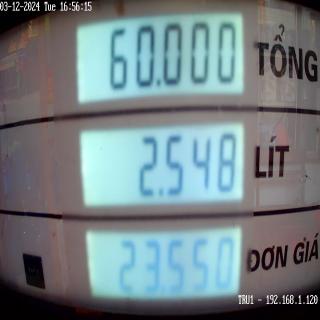 03-12-2024 Tue 16:56:15
60.000 TỔNG
2.548 LÍT
23.550 ĐƠN GIÁ
TRU1 - 192.168.1.120